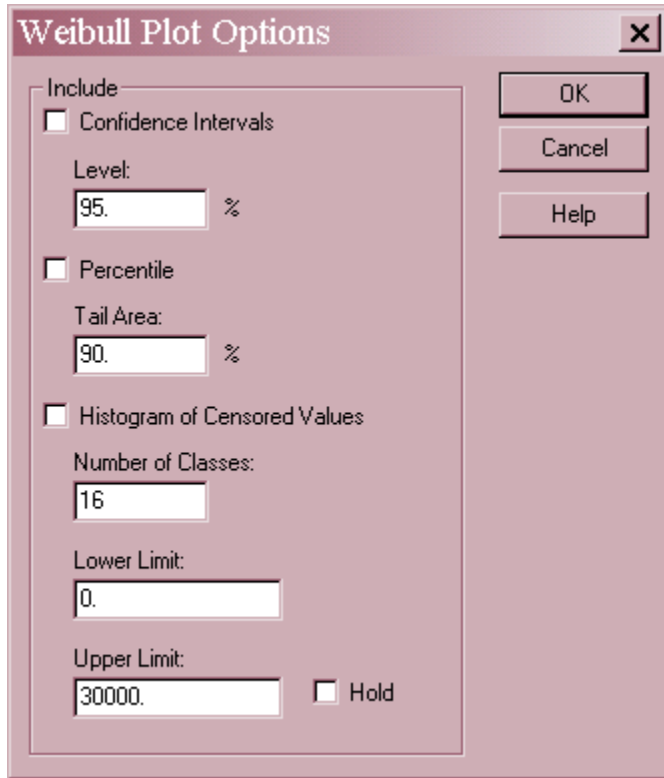 Weibull Plot Options
Include
Confidence Intervals
Level:
95. %
Percentile
Tail Area:
90. %
Histogram of Censored Values
Number of Classes:
16
Lower Limit:
0.
Upper Limit:
30000. Hold
OK
Cancel
Help